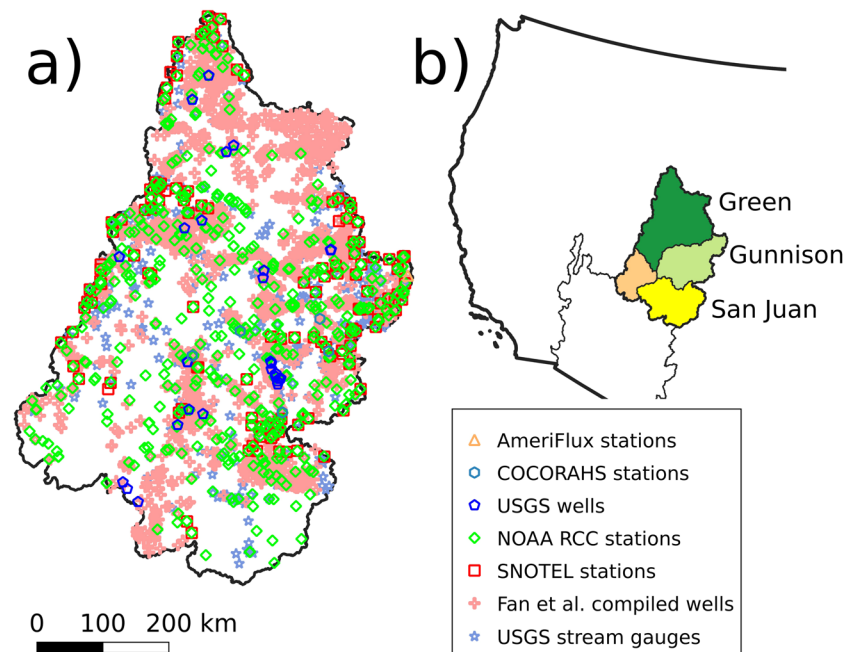 a)
b)
Green
Gunnison
San Juan
AmeriFlux stations
COCORAHS stations
USGS wells
NOAA RCC stations
SNOTEL stations
Fan et al. compiled wells
USGS stream gauges
0 100 200 km